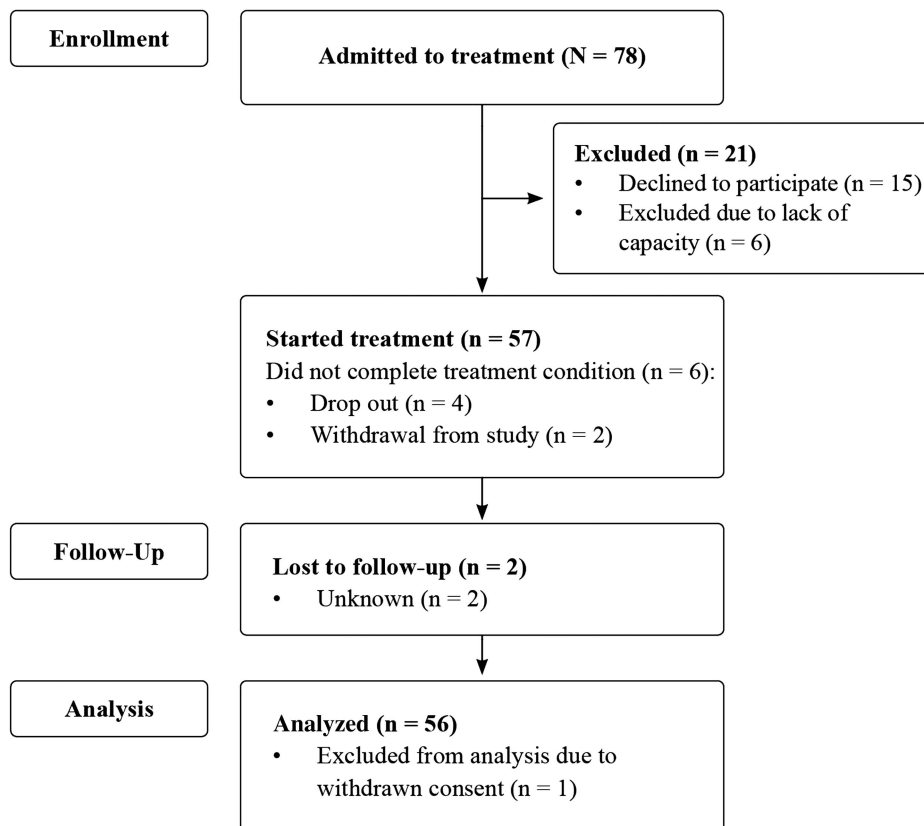 Enrollment
Admitted to treatment (N = 78)
Excluded (n = 21)
• Declined to participate (n = 15)
• Excluded due to lack of
capacity (n = 6)
Started treatment (n = 57)
Did not complete treatment condition (n = 6):
• Drop out (n = 4)
• Withdrawal from study (n = 2)
Follow-Up
Lost to follow-up (n = 2)
• Unknown (n = 2)
Analysis
Analyzed (n = 56)
• Excluded from analysis due to
withdrawn consent (n = 1)